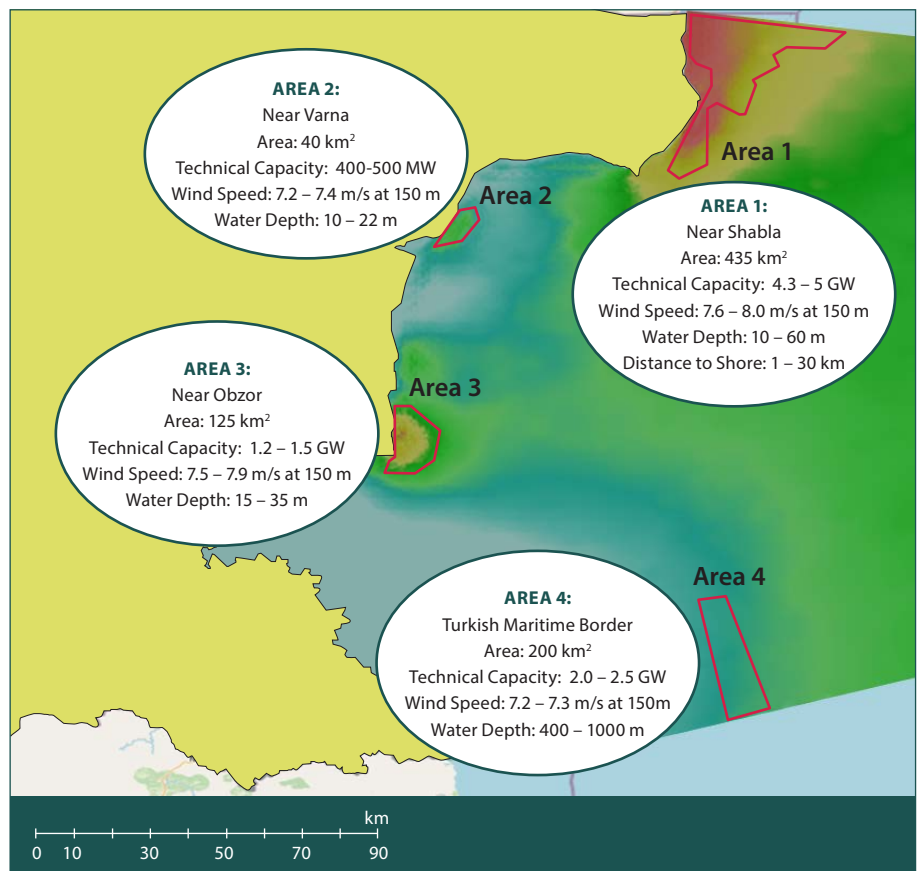 AREA 2:
Near Varna
Area: 40 km²
Technical Capacity: 400-500 MW
Wind Speed: 7.2 – 7.4 m/s at 150 m
Water Depth: 10 – 22 m
Area 1
Area 2
AREA 1:
Near Shabla
Area: 435 km²
Technical Capacity: 4.3 – 5 GW
Wind Speed: 7.6 – 8.0 m/s at 150 m
Water Depth: 10 – 60 m
Distance to Shore: 1 – 30 km
AREA 3:
Near Obzor
Area: 125 km²
Technical Capacity: 1.2 – 1.5 GW
Wind Speed: 7.5 – 7.9 m/s at 150 m
Water Depth: 15 – 35 m
Area 3
Area 4
AREA 4:
Turkish Maritime Border
Area: 200 km²
Technical Capacity: 2.0 – 2.5 GW
Wind Speed: 7.2 – 7.3 m/s at 150m
Water Depth: 400 – 1000 m
km
0 10 30 50 70 90